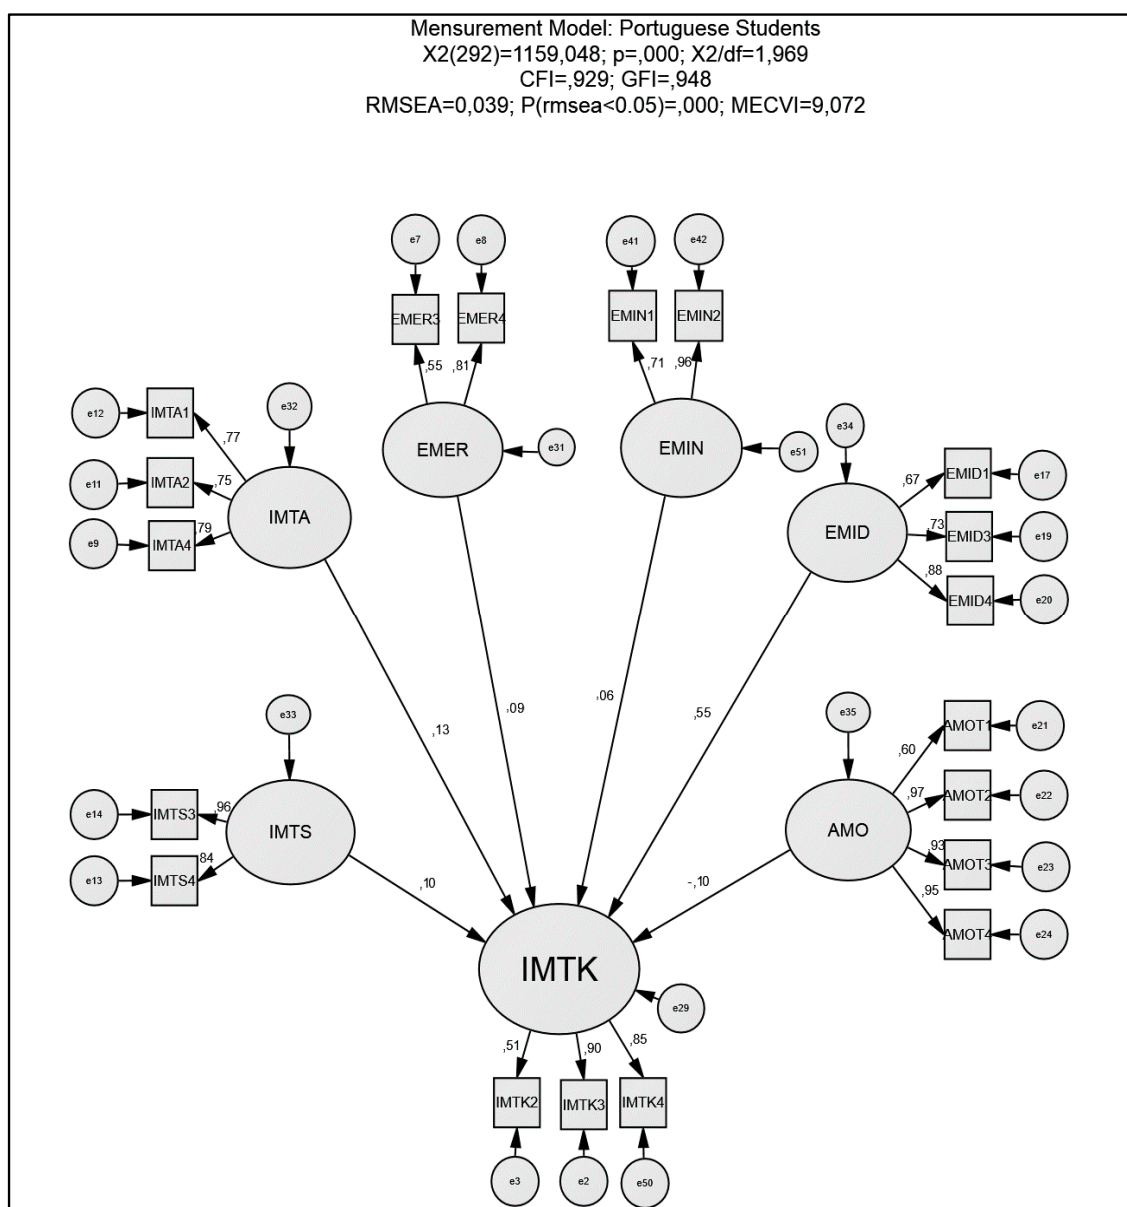 Mensurement Model: Portuguese Students
X2(292)=1159,048; p=,000; X2/df=1,969
CFI=,929; GFI=,948
RMSEA=0,039; P(rmsea<0.05)=,000; MECVI=9,072
e7
e8
e41
e42
EMER3
EMER4
EMIN1
EMIN2
,55
,81
,71
,96
e12
IMTA1
e32
EMER
e31
EMIN
e51
e34
,77
e11
IMTA2
,75
IMTA
EMID
,67
EMID1
e17
e9
IMTA4
,79
,73
EMID3
e19
,88
EMID4
e20
e33
,13
,09
,06
,55
e35
AMOT1
e21
,60
e14
IMTS3
,96
IMTS
AMO
,97
AMOT2
e22
e13
IMTS4
,84
,93
AMOT3
e23
,10
-,10
,95
AMOT4
e24
IMTK
e29
,51
,90
,85
IMTK2
IMTK3
IMTK4
e3
e2
e50